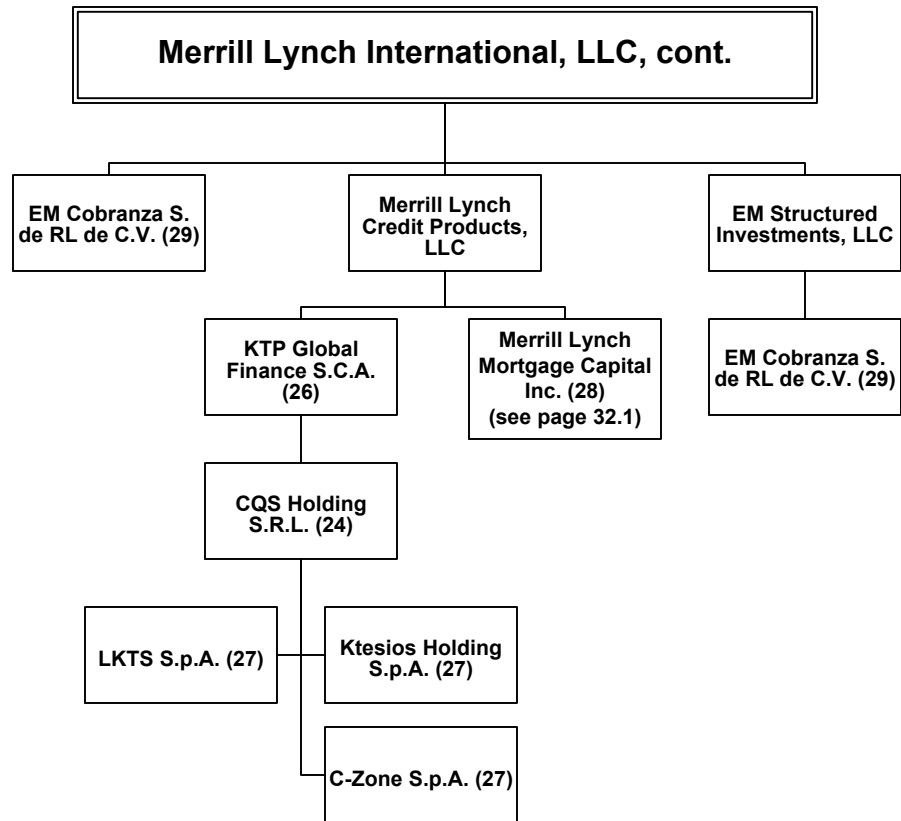 Merrill Lynch International, LLC, cont.
EM Cobranza S.
de RL de C.V. (29)
Merrill Lynch
Credit Products,
LLC
EM Structured
Investments, LLC
KTP Global
Finance S.C.A.
(26)
Merrill Lynch
Mortgage Capital
Inc. (28)
(see page 32.1)
EM Cobranza S.
de RL de C.V. (29)
CQS Holding
S.R.L. (24)
LKTS S.p.A. (27)
Ktesios Holding
S.p.A. (27)
C-Zone S.p.A. (27)